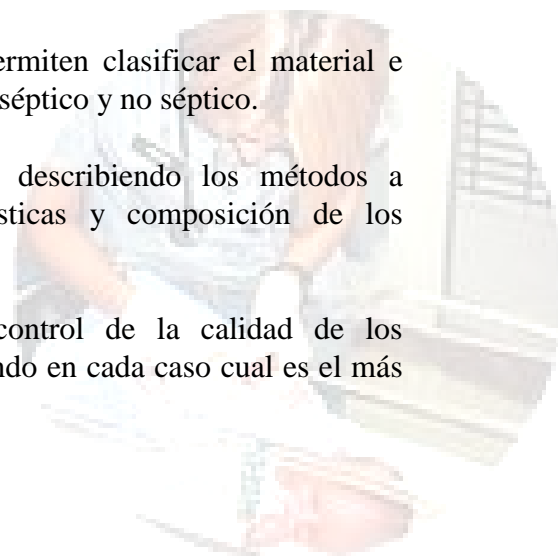 ermiten clasificar el material e
séptico y no séptico.
describiendo los métodos a
sticas y composición de los
control de la calidad de los
ndo en cada caso cual es el más